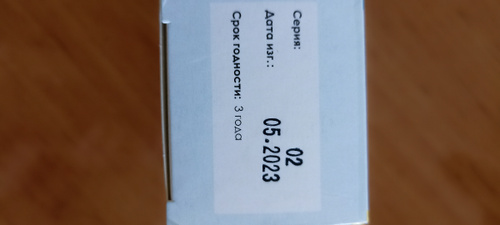 Серия: 02
Дата изг.: 05.2023
Срок годности: 3 года